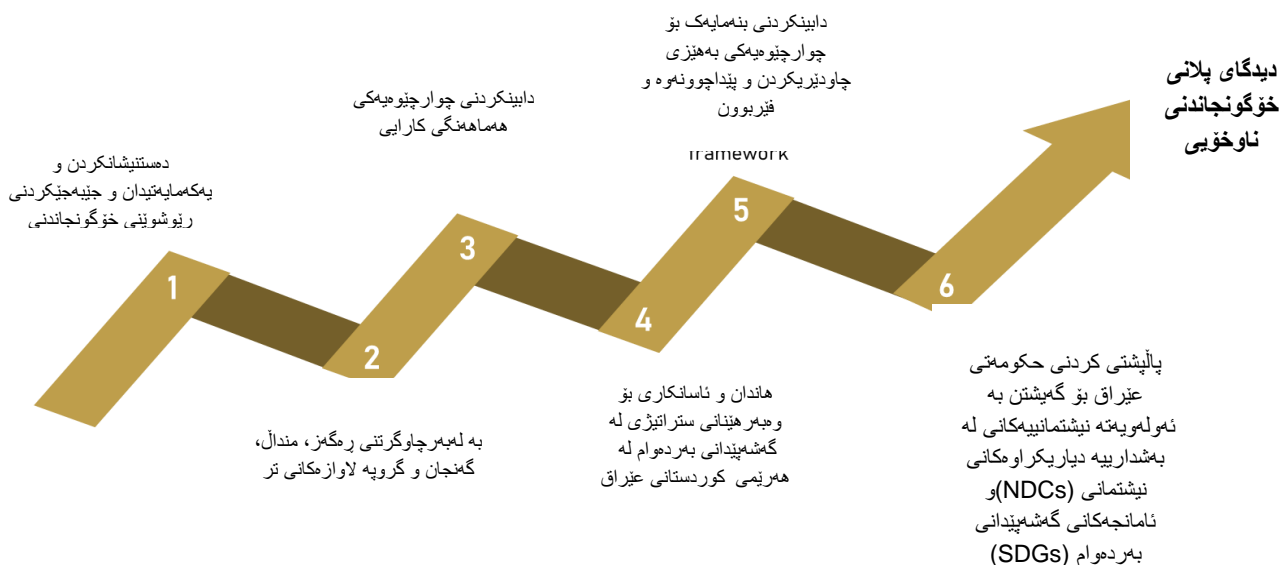 دیدگای پلانی
خۆگونجاندنی
ناوخۆیی
دەستنیشانکردن و
یەکەمایەتیدان و جێبەجێکردنی
رێوشوێنی خۆگونجاندنی
1
بە لەبەرچاوگرتنی ڕەگەز، منداڵ،
گەنجان و گروپە لاوازەکانی تر
2
دابینکردنی چوارچێوەیەکی
هەماهەنگی کارایی
3
هاندان و ئاسانکاری بۆ
وەبەرهێنانی ستراتیژی لە
گەشەپێدانی بەردەوام لە
هەرێمی کوردستانی عێراق
4
دابینکردنی بنەمایەک بۆ
چوارچێوەیەکی بەهێزی
چاودێریکردن و پێداچوونەوە و
فێربوون
framework
5
پاڵپشتی کردنی حکومەتی
عێراق بۆ گەیشتن بە
ئەولەویەتە نیشتمانییەکانی لە
بەشدارییە دیاریکراوەکانی
نیشتمانی (NDCs)و
ئامانجەکانی گەشەپێدانی
بەردەوام (SDGs)
6